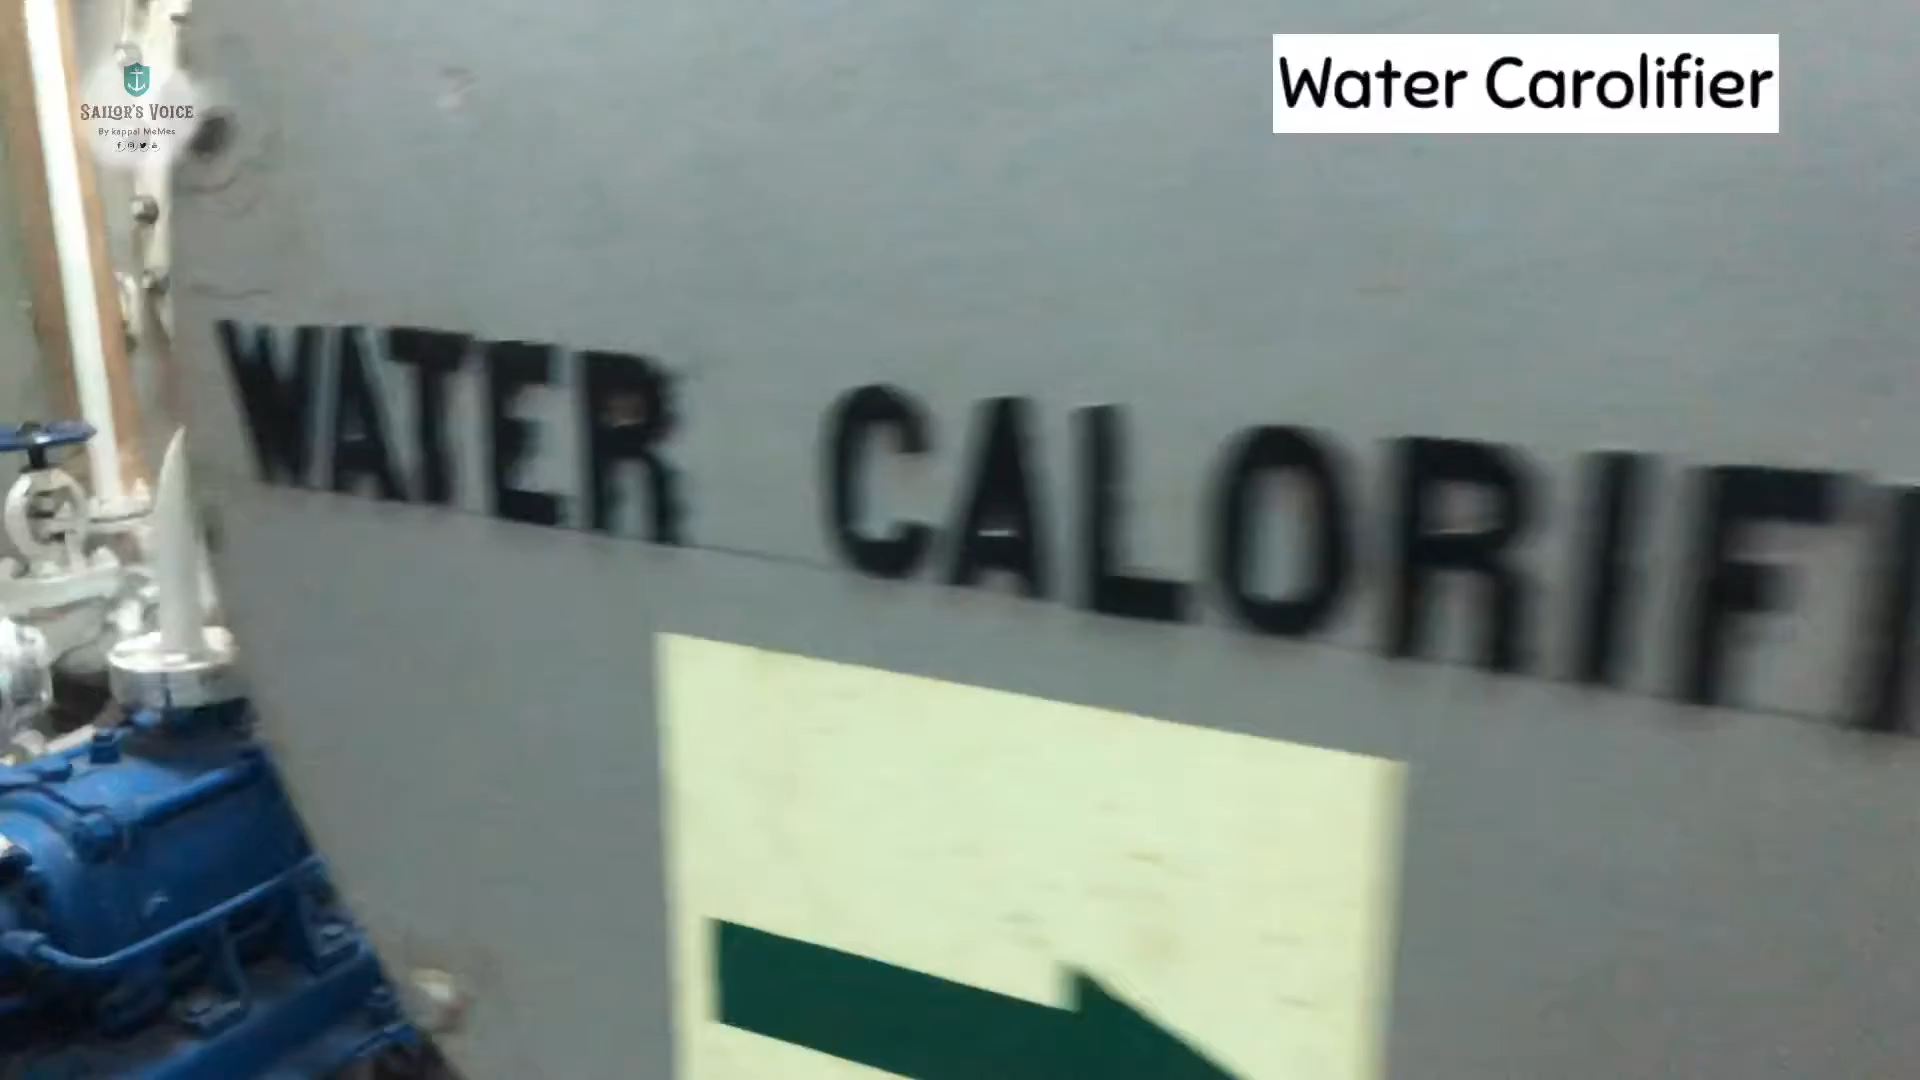 Water Carolifier
SAILOR'S VOICE
By kappal MeMes
WATER CALORIFI